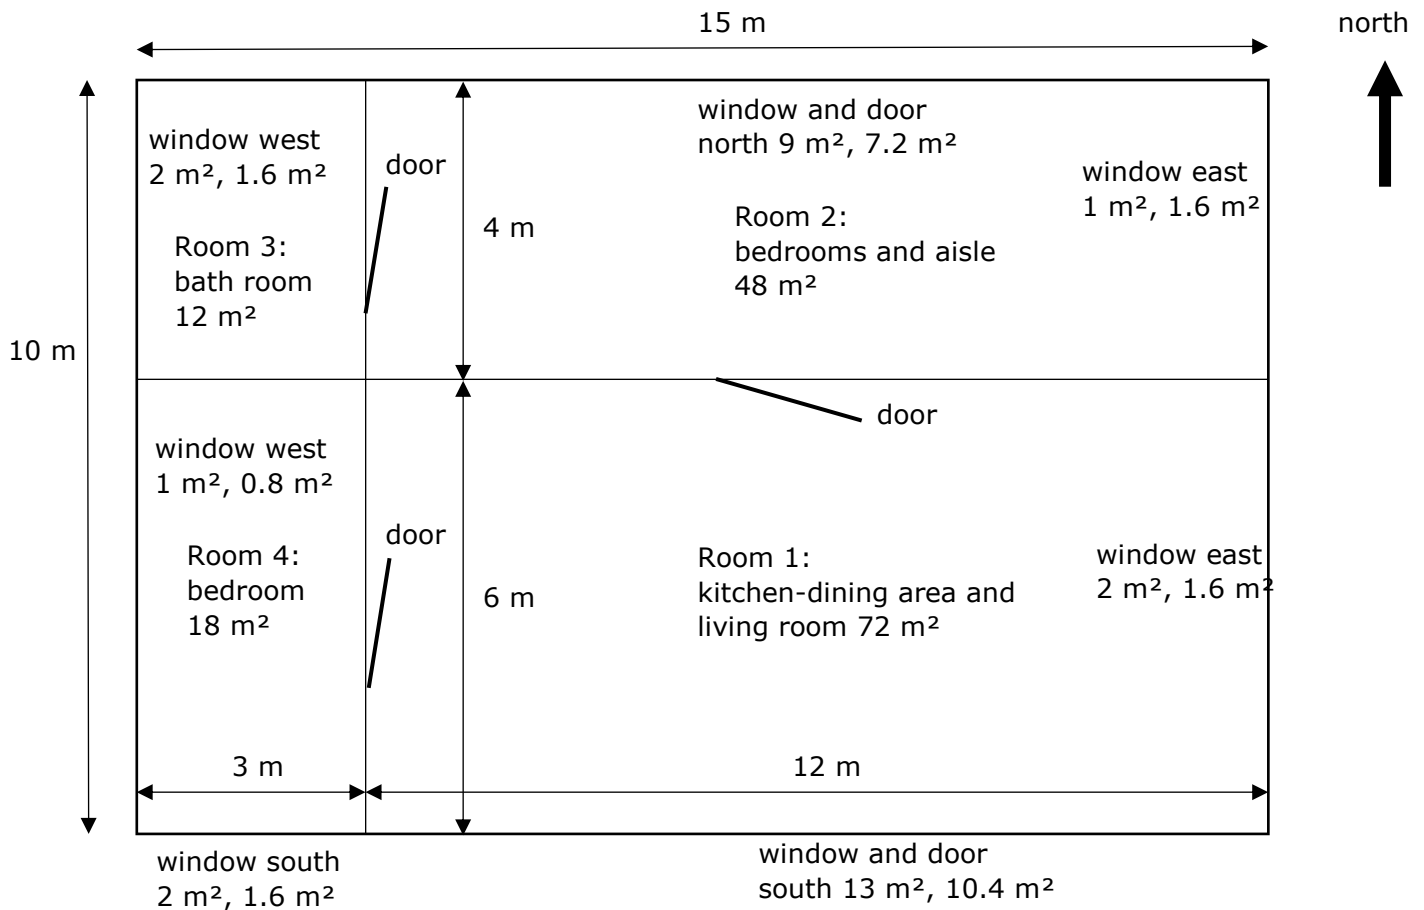 15 m
north
window and door
north 9 m², 7.2 m²
window west
2 m², 1.6 m²
door
window east
1 m², 1.6 m²
Room 2:
bedrooms and aisle
48 m²
4 m
Room 3:
bath room
12 m²
10 m
door
window west
1 m², 0.8 m²
door
Room 4:
bedroom
18 m²
6 m
Room 1:
kitchen-dining area and
living room 72 m²
window east
2 m², 1.6 m²
3 m
12 m
window south
2 m², 1.6 m²
window and door
south 13 m², 10.4 m²